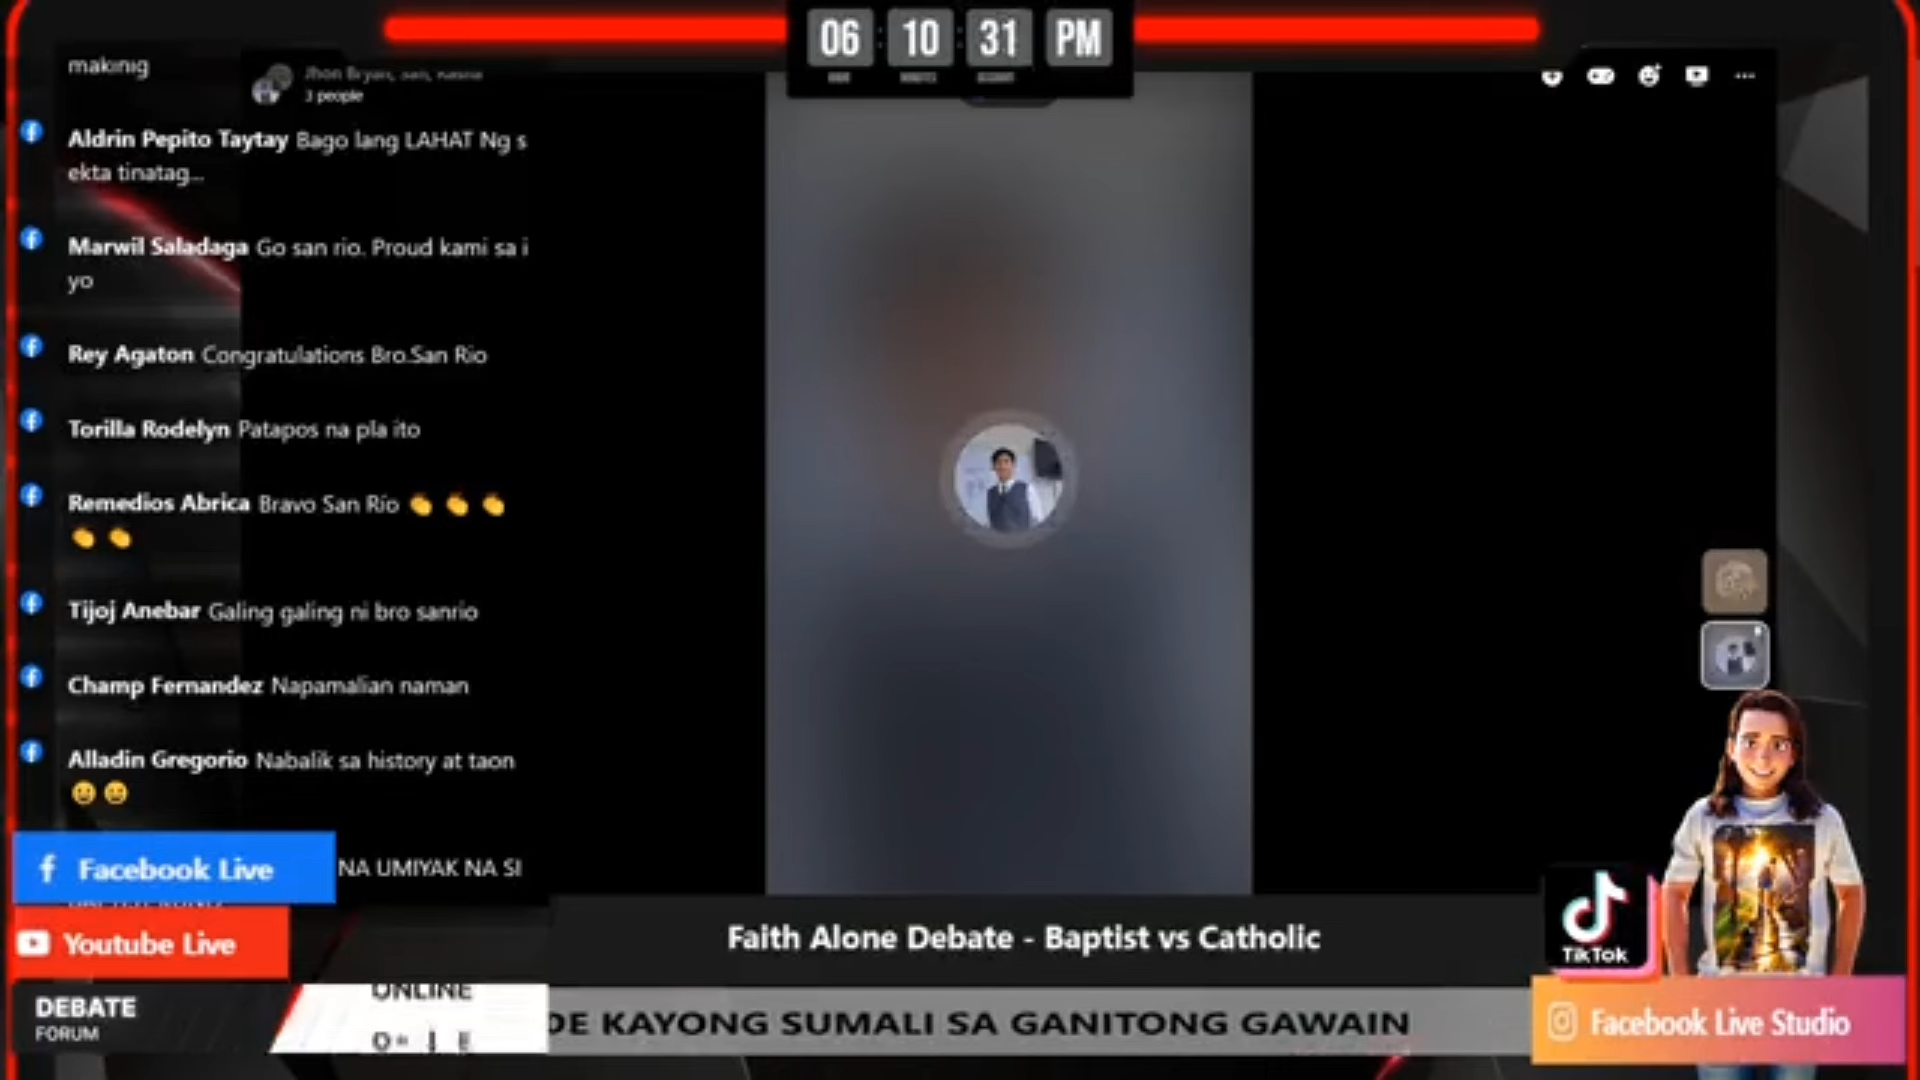 06 : 10 : 31 PM
makinig
Jhon Bryan, San,
3 people
Aldrin Pepito Taytay Bago lang LAHAT Ng s
ekta tinatag...
Marwil Saladaga Go san rio. Proud kami sa i
yo
Rey Agaton Congratulations Bro.San Rio
Torilla Rodelyn Patapos na pla ito
Remedios Abrica Bravo San Rio 👏 👏 👏
👏 👏
Tijoj Anebar Galing galing ni bro sanrio
Champ Fernandez Napamalian naman
Alladin Gregorio Nabalik sa history at taon
😀 😀
NA UMIYAK NA SI
Facebook Live
Youtube Live
Faith Alone Debate - Baptist vs Catholic
TikTok
DEBATE
FORUM
ONLINE
DE KAYONG SUMALI SA GANITONG GAWAIN
Facebook Live Studio